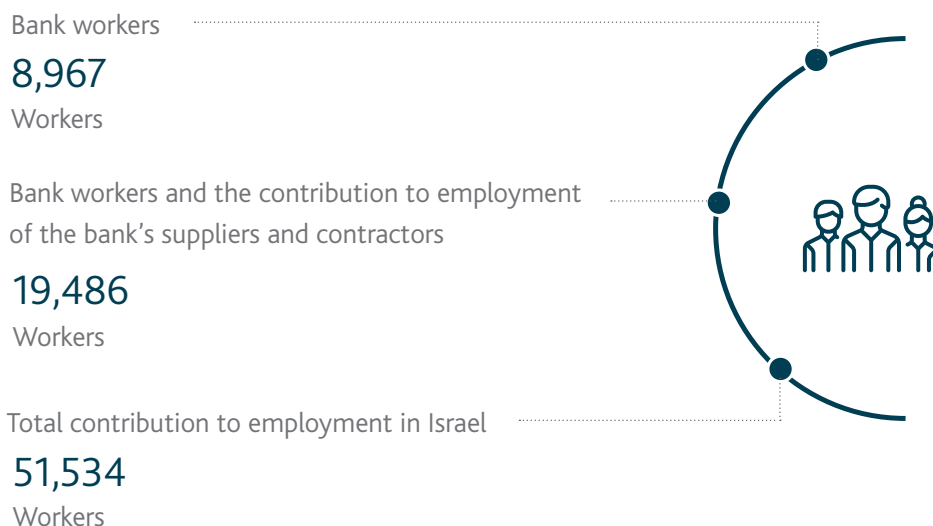 Bank workers
8,967
Workers
Bank workers and the contribution to employment
of the bank's suppliers and contractors
19,486
Workers
Total contribution to employment in Israel
51,534
Workers